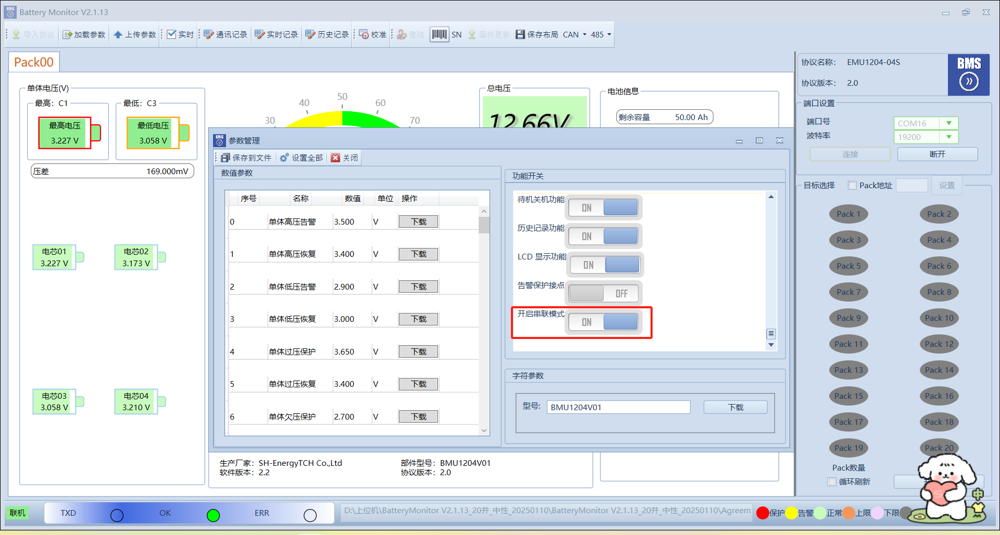 Battery Monitor V2.1.13
导入协议 加载参数 上传参数 实时 通讯记录 实时记录 历史记录 校准 登陆 SN 固件更新 保存布局 CAN 485
Pack00
单体电压(V)
最高: C1
最高电压
3.227 V
最低: C3
最低电压
3.058 V
压差 169.000mV
电芯01
3.227 V
电芯02
3.173 V
电芯03
3.058 V
电芯04
3.210 V
30 40 50 60 70
总电压
12.66V
电池信息
剩余容量 50.00 Ah
参数管理
保存到文件 设置全部 关闭
数值参数
序号 名称 数值 单位 操作
0 单体高压告警 3.500 V 下载
1 单体高压恢复 3.400 V 下载
2 单体低压告警 2.900 V 下载
3 单体低压恢复 3.000 V 下载
4 单体过压保护 3.650 V 下载
5 单体过压恢复 3.400 V 下载
6 单体欠压保护 2.700 V 下载
功能开关
待机关机功能 ON
历史记录功能 ON
LCD 显示功能 ON
告警保护接点 OFF
开启串联模式 ON
字符参数
型号: BMU1204V01 下载
生产厂家: SH-EnergyTCH Co.,Ltd 部件型号: BMU1204V01
软件版本: 2.2 协议版本: 2.0
协议名称: EMU1204-04S
协议版本: 2.0
BMS
端口设置
端口号 COM16
波特率 19200
连接 断开
目标选择 Pack地址 设置
Pack 1 Pack 2
Pack 3 Pack 4
Pack 5 Pack 6
Pack 7 Pack 8
Pack 9 Pack 10
Pack 11 Pack 12
Pack 13 Pack 14
Pack 15 Pack 16
Pack 17 Pack 18
Pack 19 Pack 20
Pack数量
循环刷新
中
联机 TXD OK ERR D:\上位机\BatteryMonitor V2.1.13_20并_中性_20250110\BatteryMonitor V2.1.13_20并_中性_20250110\Agreem 保护 告警 正常 上限 下限